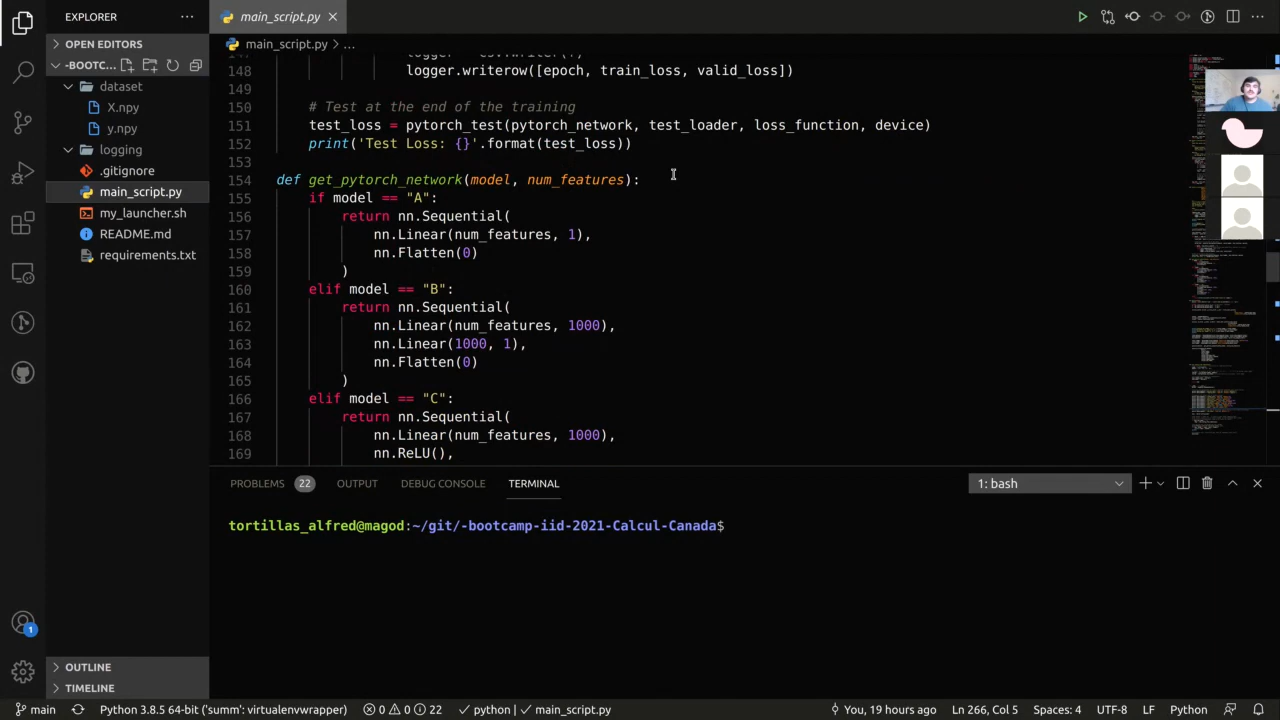 EXPLORER
···
main_script.py
OPEN EDITORS
-BOOTC...
main_script.py > ...
dataset
X.npy
y.npy
logging
.gitignore
main_script.py
my_launcher.sh
README.md
requirements.txt
148 logger.writerow([epoch, train_loss, valid_loss])
149
150 # Test at the end of the training
151 test_loss = pytorch_test(pytorch_network, test_loader, loss_function, device)
152 print('Test Loss: {}'.format(test_loss))
153
154 def get_pytorch_network(model, num_features):
155 if model == "A":
156 return nn.Sequential(
157 nn.Linear(num_features, 1),
158 nn.Flatten(0)
159 )
160 elif model == "B":
161 return nn.Sequential(
162 nn.Linear(num_features, 1000),
163 nn.Linear(1000, 1),
164 nn.Flatten(0)
165 )
166 elif model == "C":
167 return nn.Sequential(
168 nn.Linear(num_features, 1000),
169 nn.ReLU(),
PROBLEMS 22 OUTPUT DEBUG CONSOLE TERMINAL
1: bash
tortillas_alfred@magod:~/git/-bootcamp-iid-2021-Calcul-Canada$
1
OUTLINE
TIMELINE
main Python 3.8.5 64-bit ('summ': virtualenvwrapper) 0 0 22 python main_script.py You, 19 hours ago Ln 266, Col 5 Spaces: 4 UTF-8 LF Python